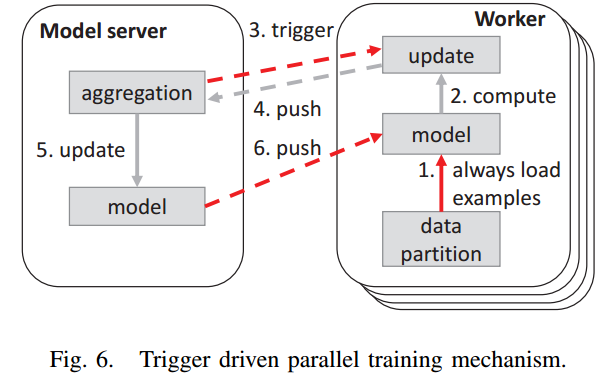 Model server
Worker
3. trigger
update
aggregation
4. push
2. compute
5. update
6. push
model
1. always load
examples
model
data
partition
Fig. 6. Trigger driven parallel training mechanism.